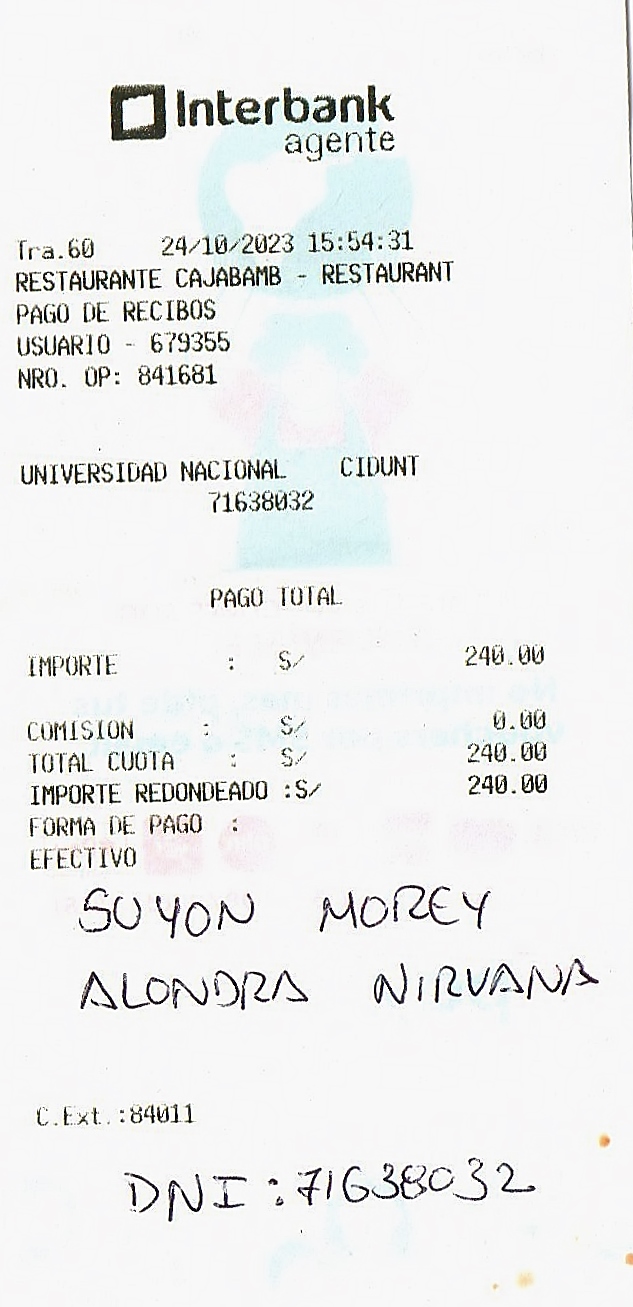 Interbank
agente
Tra.60 24/10/2023 15:54:31
RESTAURANTE CAJABAMB - RESTAURANT
PAGO DE RECIBOS
USUARIO - 679355
NRO. OP: 841681
UNIVERSIDAD NACIONAL CIDUNT
71638032
PAGO TOTAL
IMPORTE : S/ 240.00
COMISION : S/ 0.00
TOTAL CUOTA : S/ 240.00
IMPORTE REDONDEADO :S/ 240.00
FORMA DE PAGO :
EFECTIVO
SUYON MOREY
ALONDRA NIRVANA
C.Ext.:84011
DNI :71638032